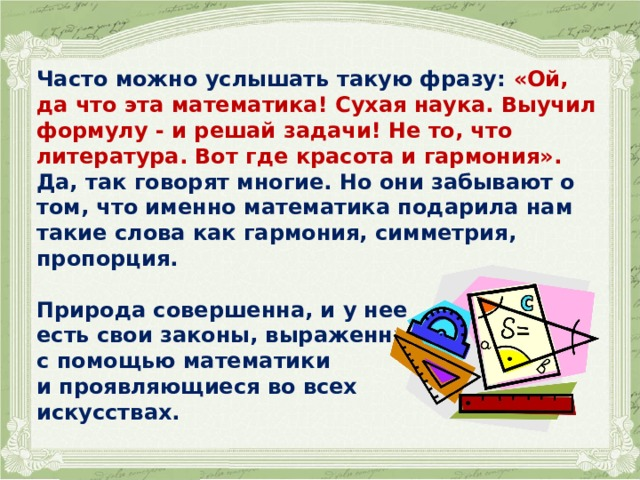 Часто можно услышать такую фразу: «Ой,
да что эта математика! Сухая наука. Выучил
формулу - и решай задачи! Не то, что
литература. Вот где красота и гармония».
Да, так говорят многие. Но они забывают о
том, что именно математика подарила нам
такие слова как гармония, симметрия,
пропорция.
Природа совершенна, и у нее
есть свои законы, выраженн
с помощью математики
и проявляющиеся во всех
искусствах.
C
S=
a
b